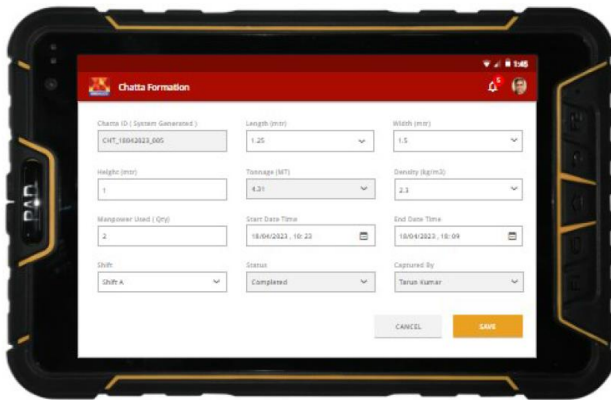 1:46
Chatta Formation
5
Chatta ID ( System Generated )
Length (mtr)
Width (mtr)
CHT_18042023_005
1.25
1.5
Height (mtr)
Tonnage (MT)
Density (kg/m3)
1
4.31
2.3
Manpower Used ( Qty)
Start Date Time
End Date Time
2
18/04/2023 , 10: 23
18/04/2023 , 18: 09
Shift
Status
Captured By
Shift A
Completed
Tarun Kumar
CANCEL
SAVE